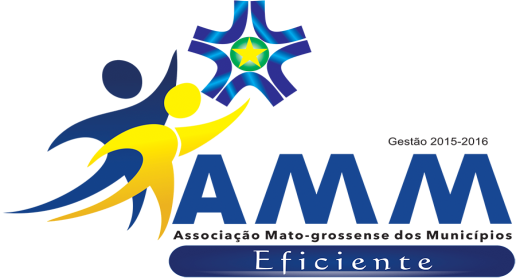 Gestão 2015-2016
AMM
Associação Mato-grossense dos Municípios
Eficiente